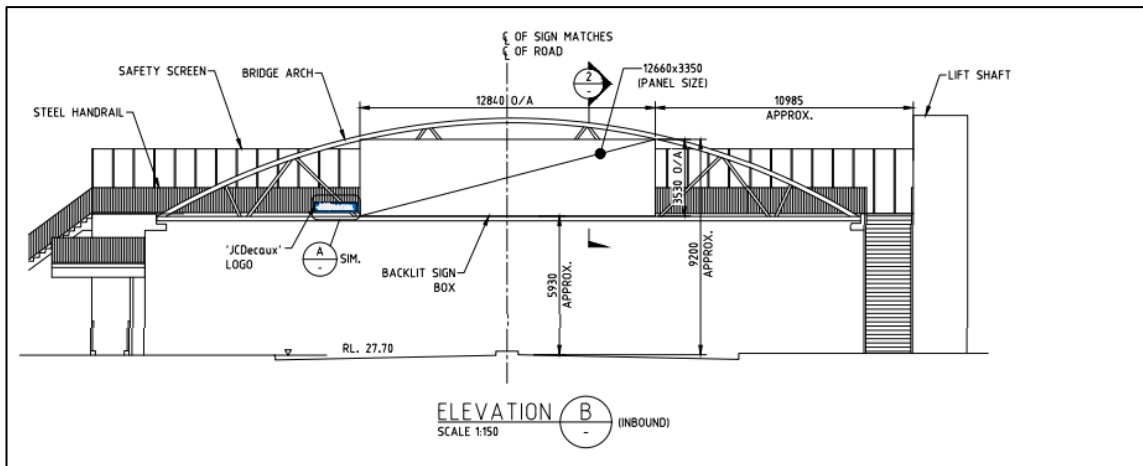 ℄ OF SIGN MATCHES
℄ OF ROAD
SAFETY SCREEN
BRIDGE ARCH
2
-
12660x3350
(PANEL SIZE)
LIFT SHAFT
STEEL HANDRAIL
12840 O/A
10985
APPROX.
3530 O/A
9200
APPROX.
'JCDecaux'
LOGO
A
-
SIM.
BACKLIT SIGN
BOX
5930
APPROX.
RL. 27.70
ELEVATION
SCALE 1:150
B
-
(INBOUND)